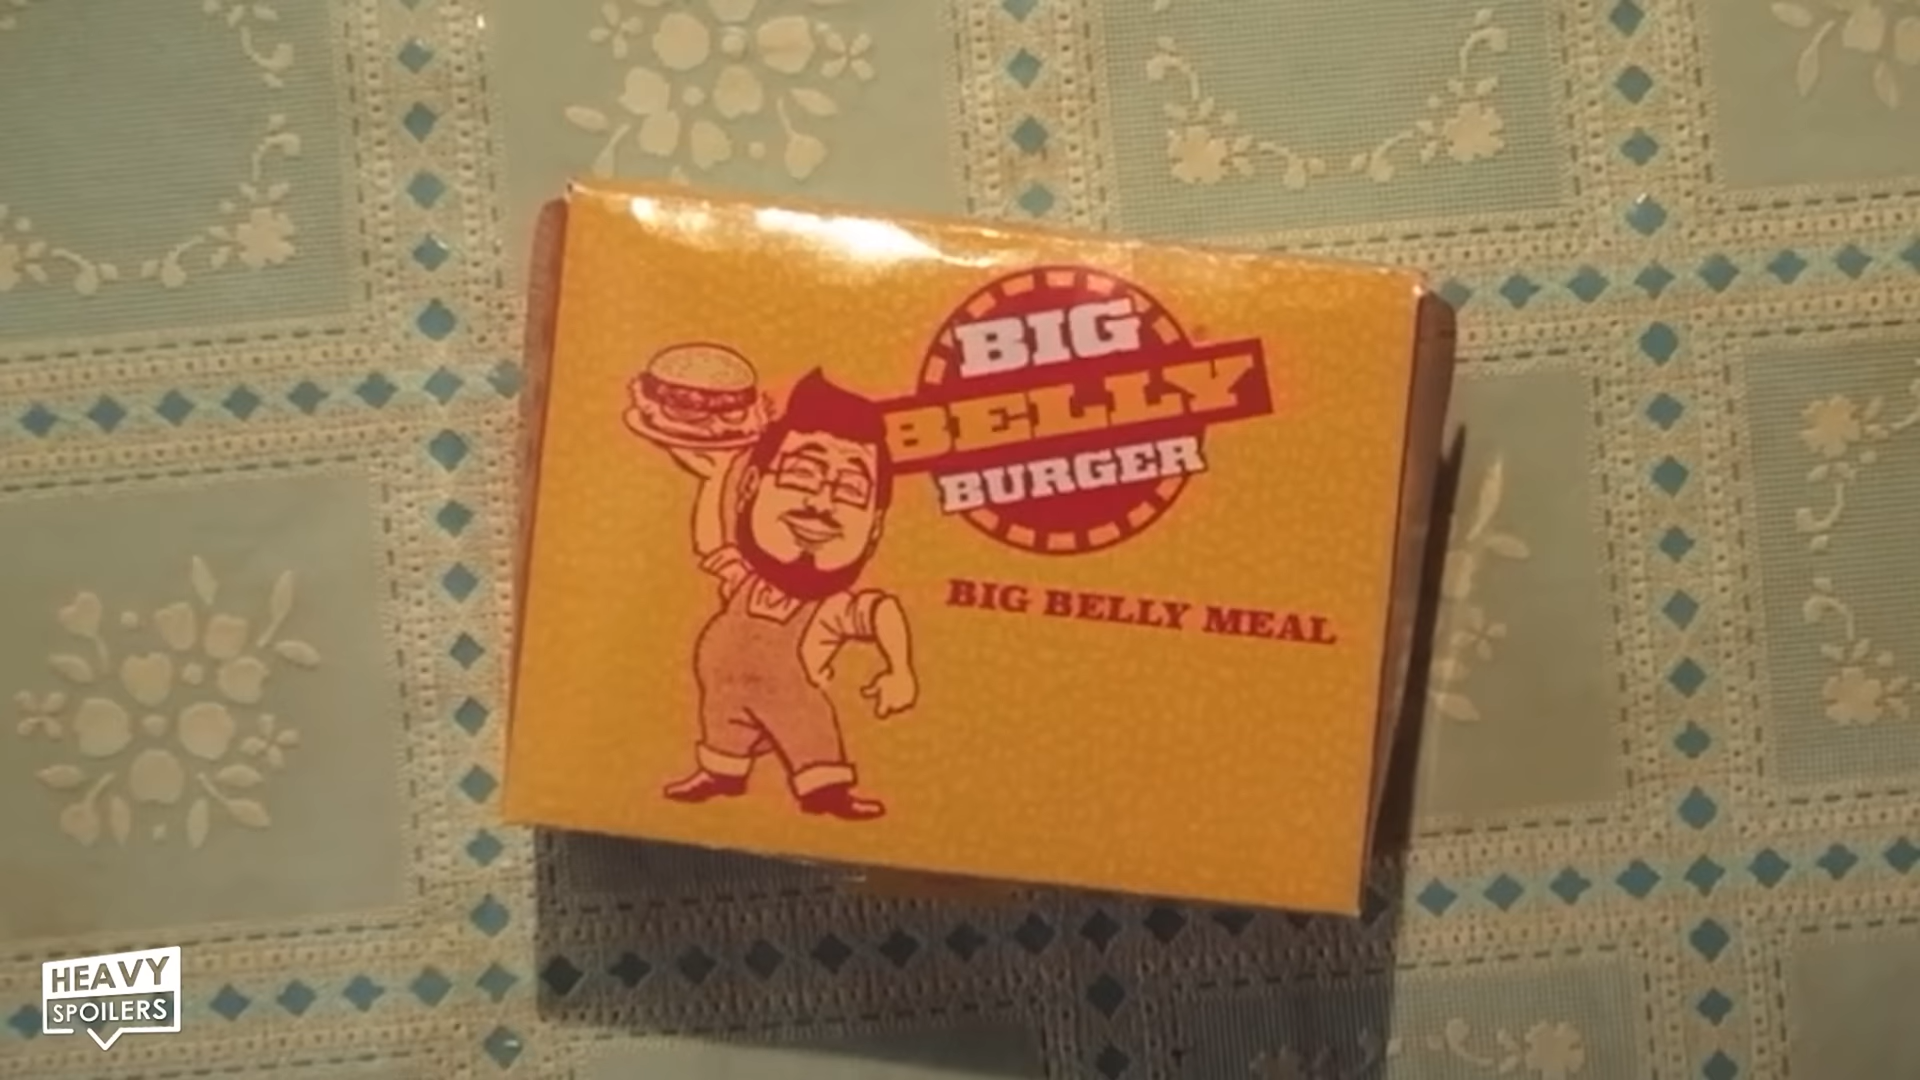 BIG
BELLY
BURGER
BIG BELLY MEAL
HEAVY
SPOILERS